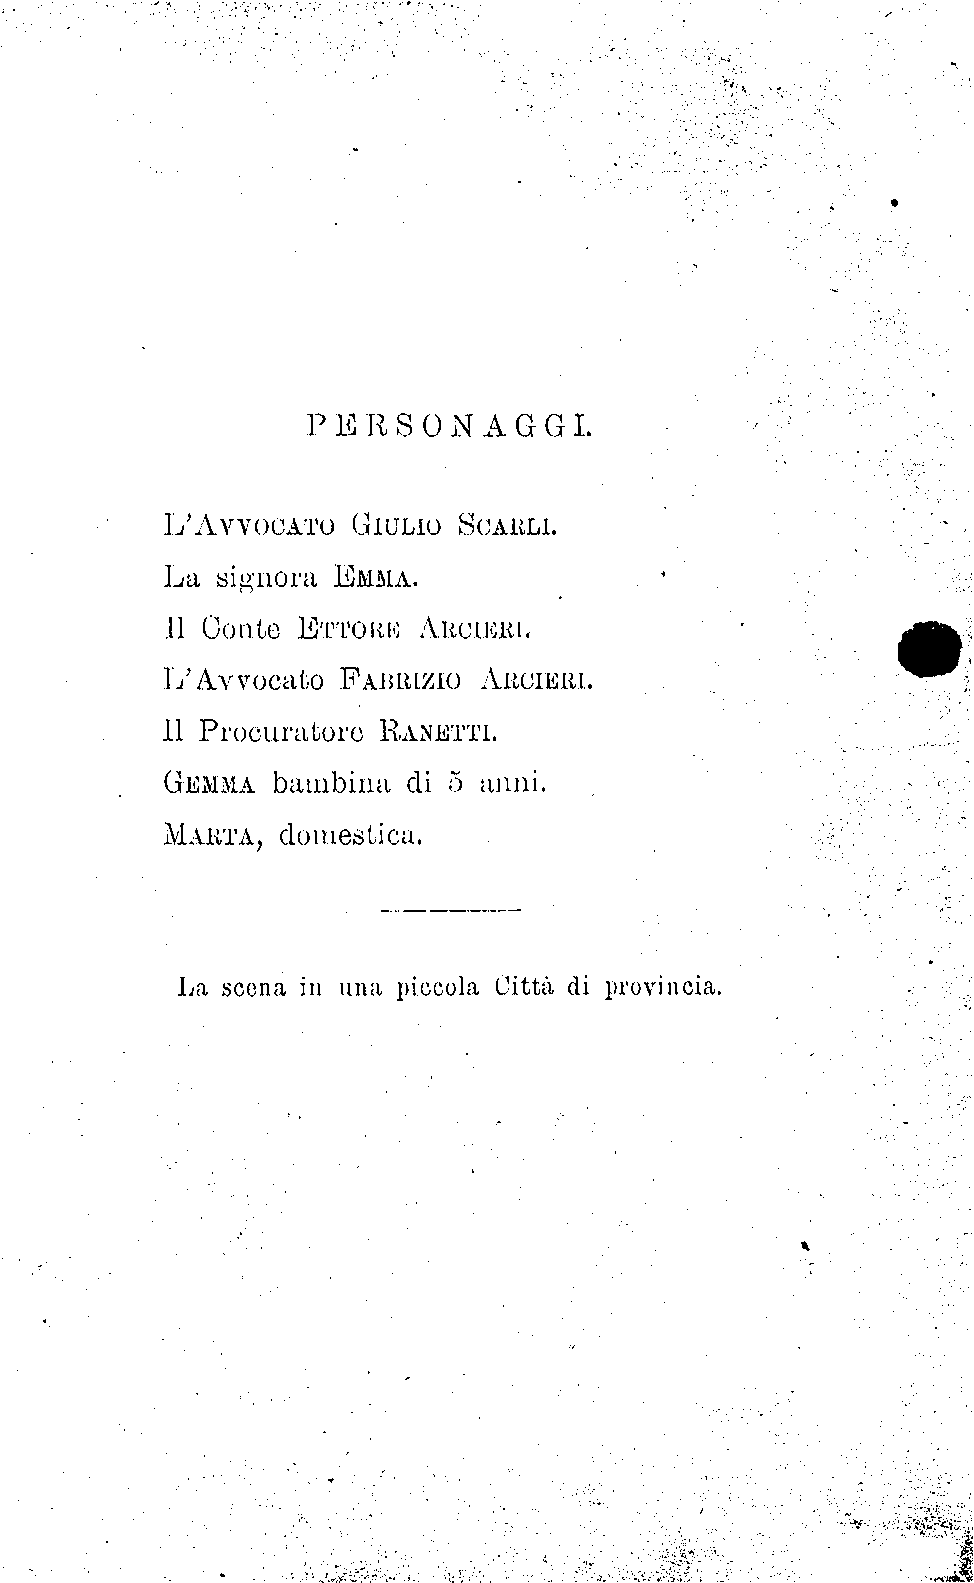 PERSONAGGI.
L'AVVOCATO GIULIO SCARLI.
La signora EMMA.
Il Conte ETTORE ARCIERI.
L'Avvocato FABRIZIO ARCIERI.
Il Procuratore RANETTI.
GEMMA bambina di 5 anni.
MARTA, domestica.
La scena in una piccola Città di provincia.